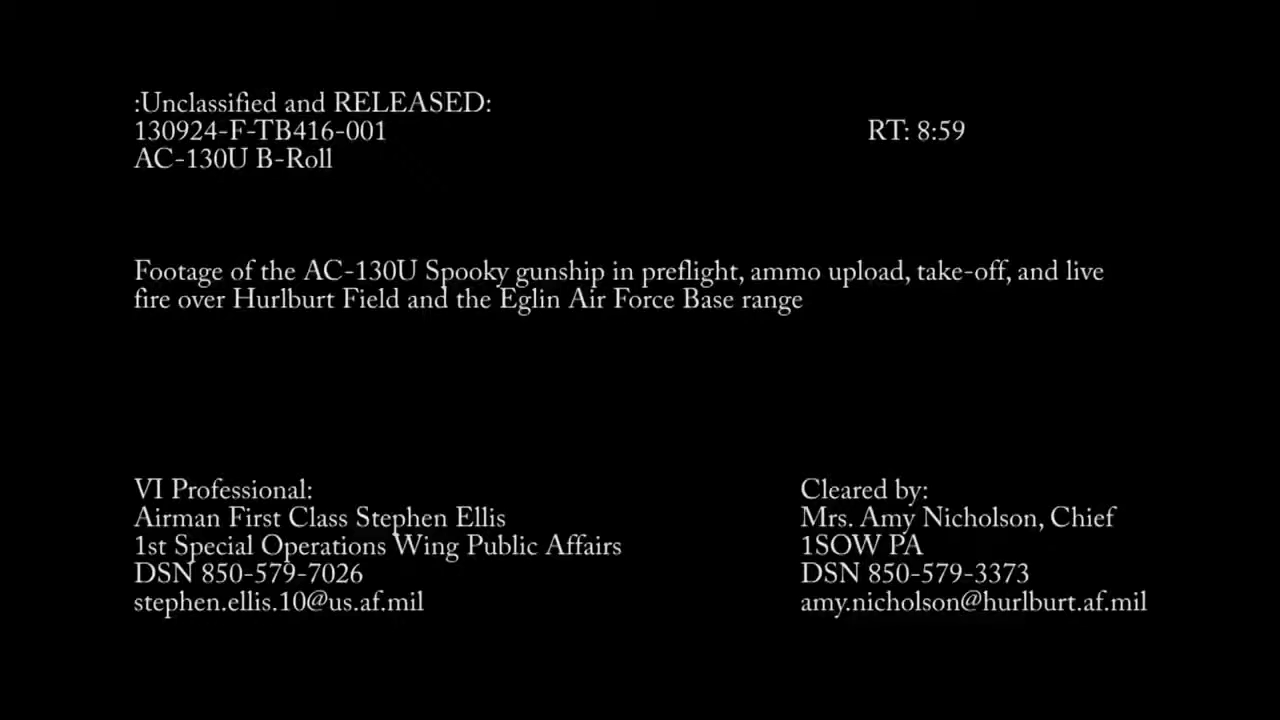 :Unclassified and RELEASED:
130924-F-TB416-001
RT: 8:59
AC-130U B-Roll
Footage of the AC-130U Spooky gunship in preflight, ammo upload, take-off, and live
fire over Hurlburt Field and the Eglin Air Force Base range
VI Professional:
Airman First Class Stephen Ellis
1st Special Operations Wing Public Affairs
DSN 850-579-7026
stephen.ellis.10@us.af.mil
Cleared by:
Mrs. Amy Nicholson, Chief
1SOW PA
DSN 850-579-3373
amy.nicholson@hurlburt.af.mil